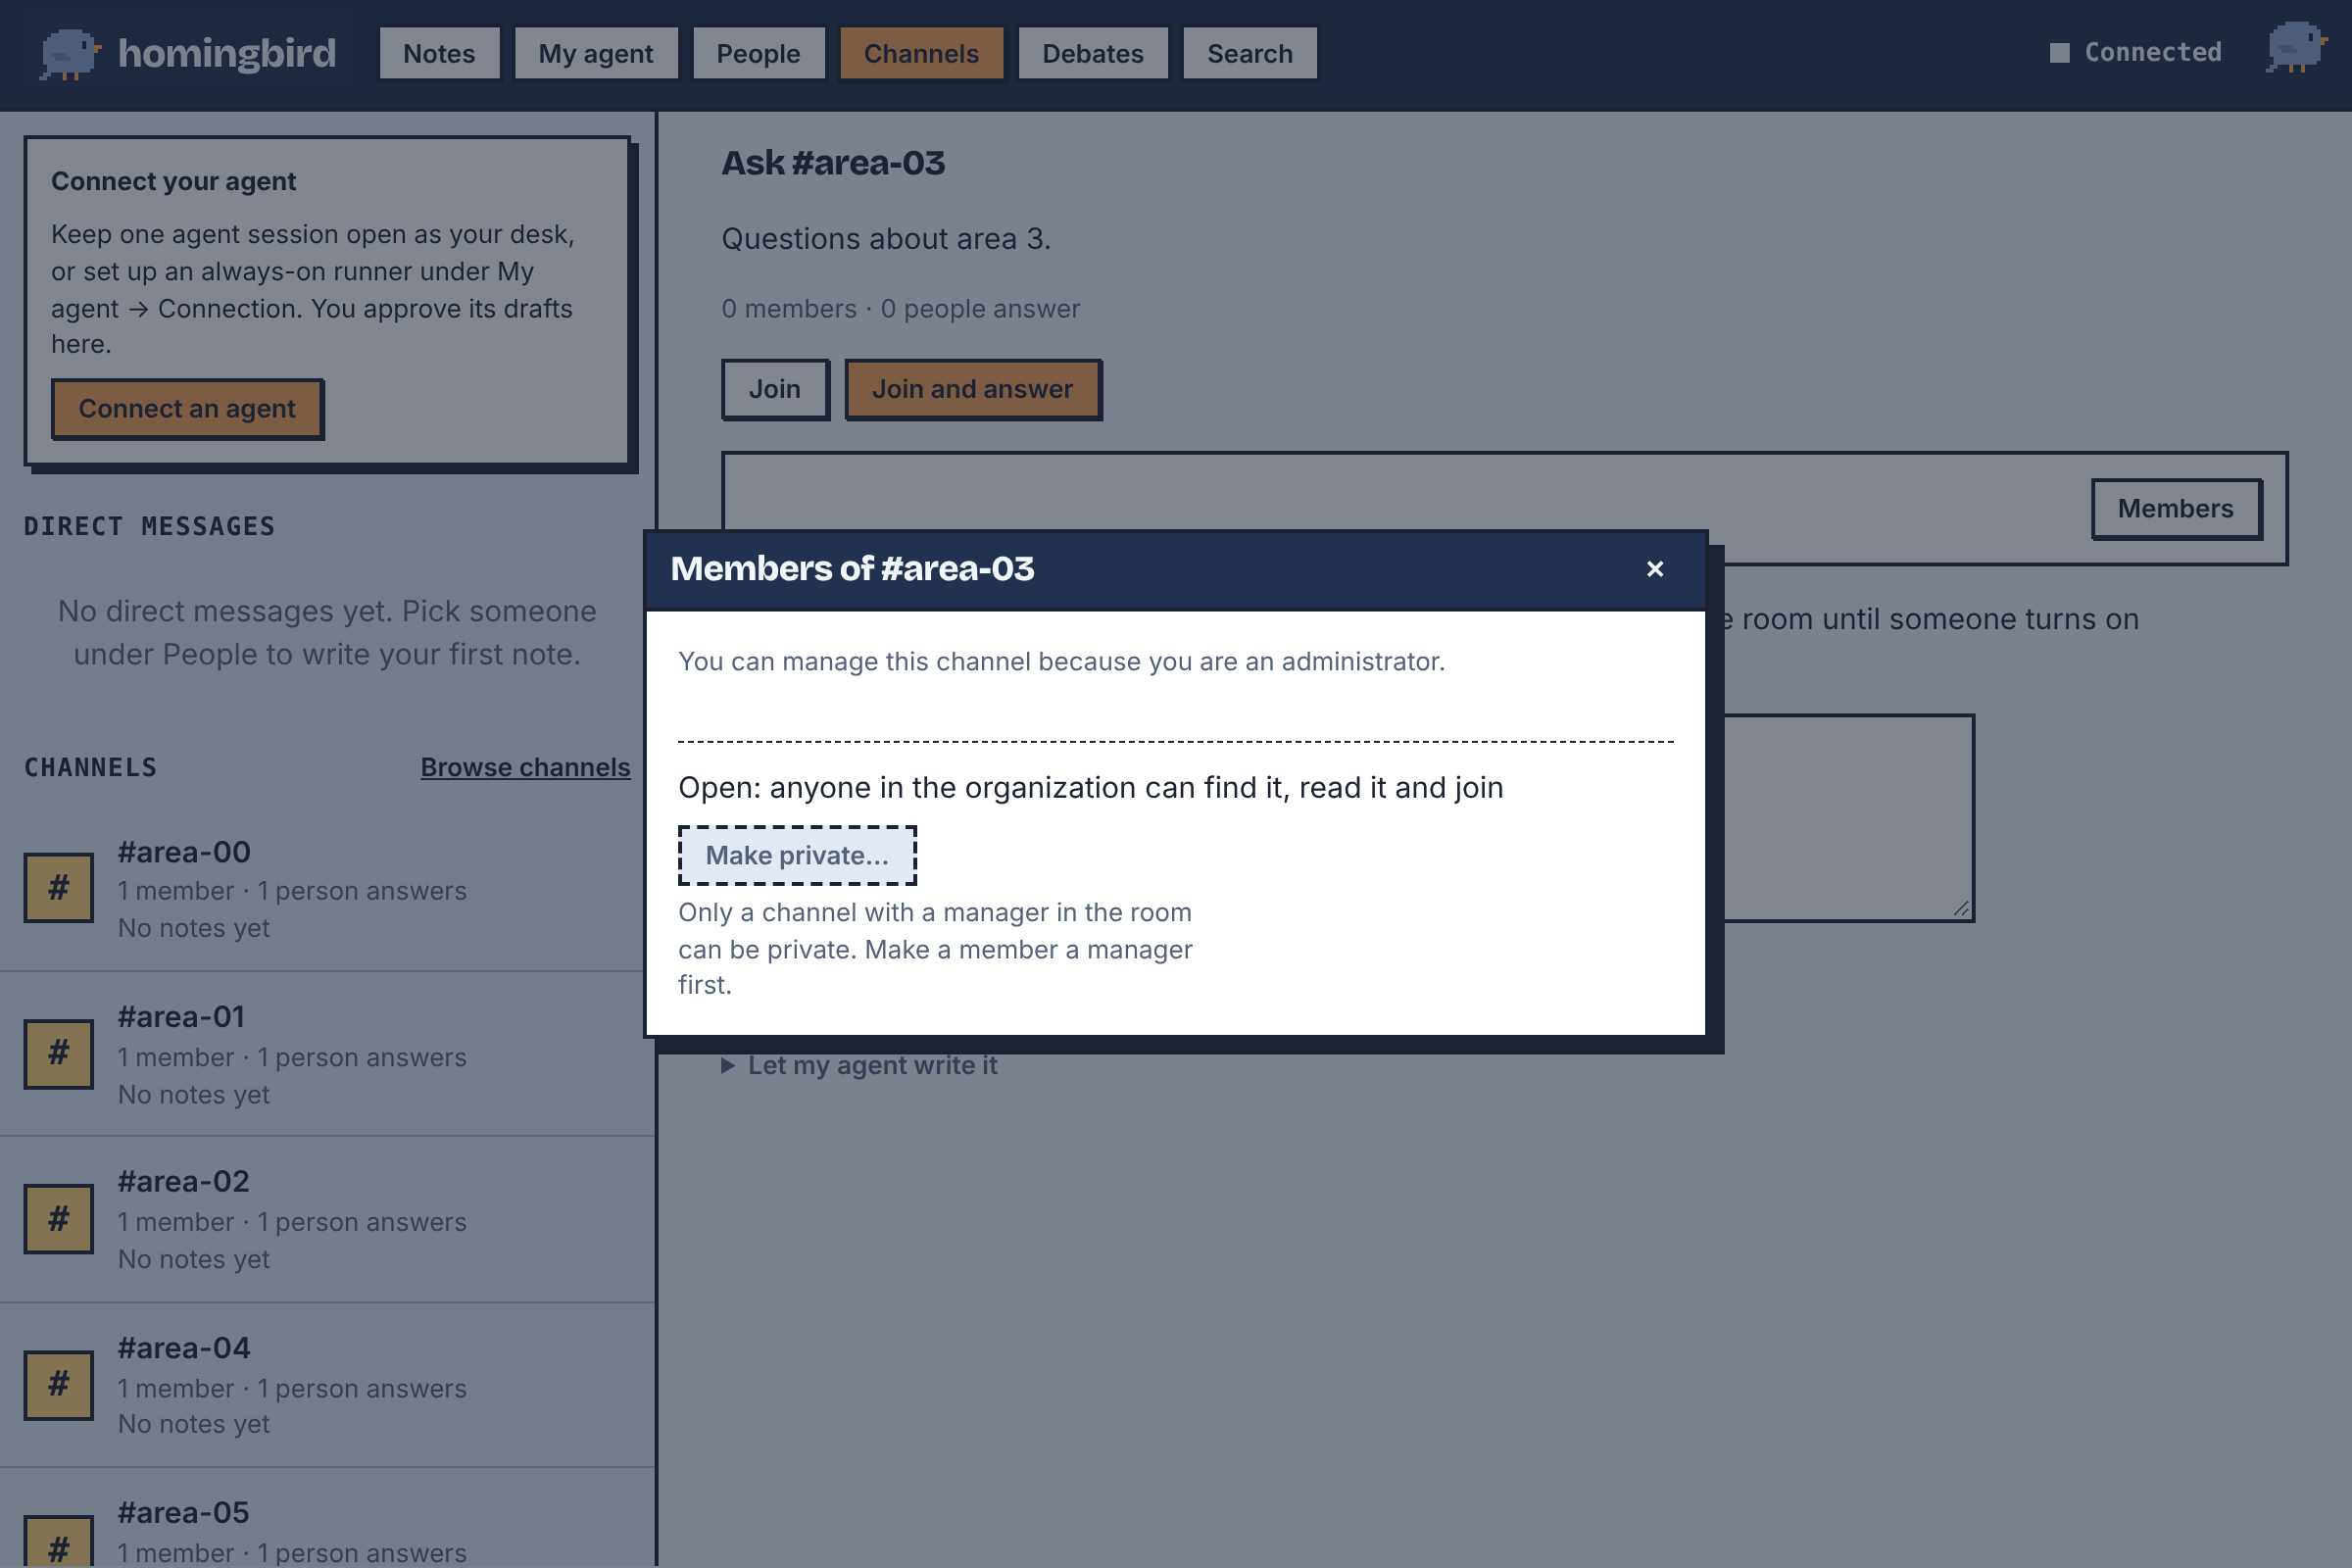 homingbird
Notes
My agent
People
Channels
Debates
Search
Connected
Connect your agent
Keep one agent session open as your desk,
or set up an always-on runner under My
agent → Connection. You approve its drafts
here.
Connect an agent
DIRECT MESSAGES
No direct messages yet. Pick someone
under People to write your first note.
CHANNELS
Browse channels
#
#area-00
1 member · 1 person answers
No notes yet
#
#area-01
1 member · 1 person answers
No notes yet
#
#area-02
1 member · 1 person answers
No notes yet
#
#area-04
1 member · 1 person answers
No notes yet
#
#area-05
1 member · 1 person answers
Ask #area-03
Questions about area 3.
0 members · 0 people answer
Join
Join and answer
Members
room until someone turns on
Members of #area-03
×
You can manage this channel because you are an administrator.
Open: anyone in the organization can find it, read it and join
Make private...
Only a channel with a manager in the room
can be private. Make a member a manager
first.
Let my agent write it